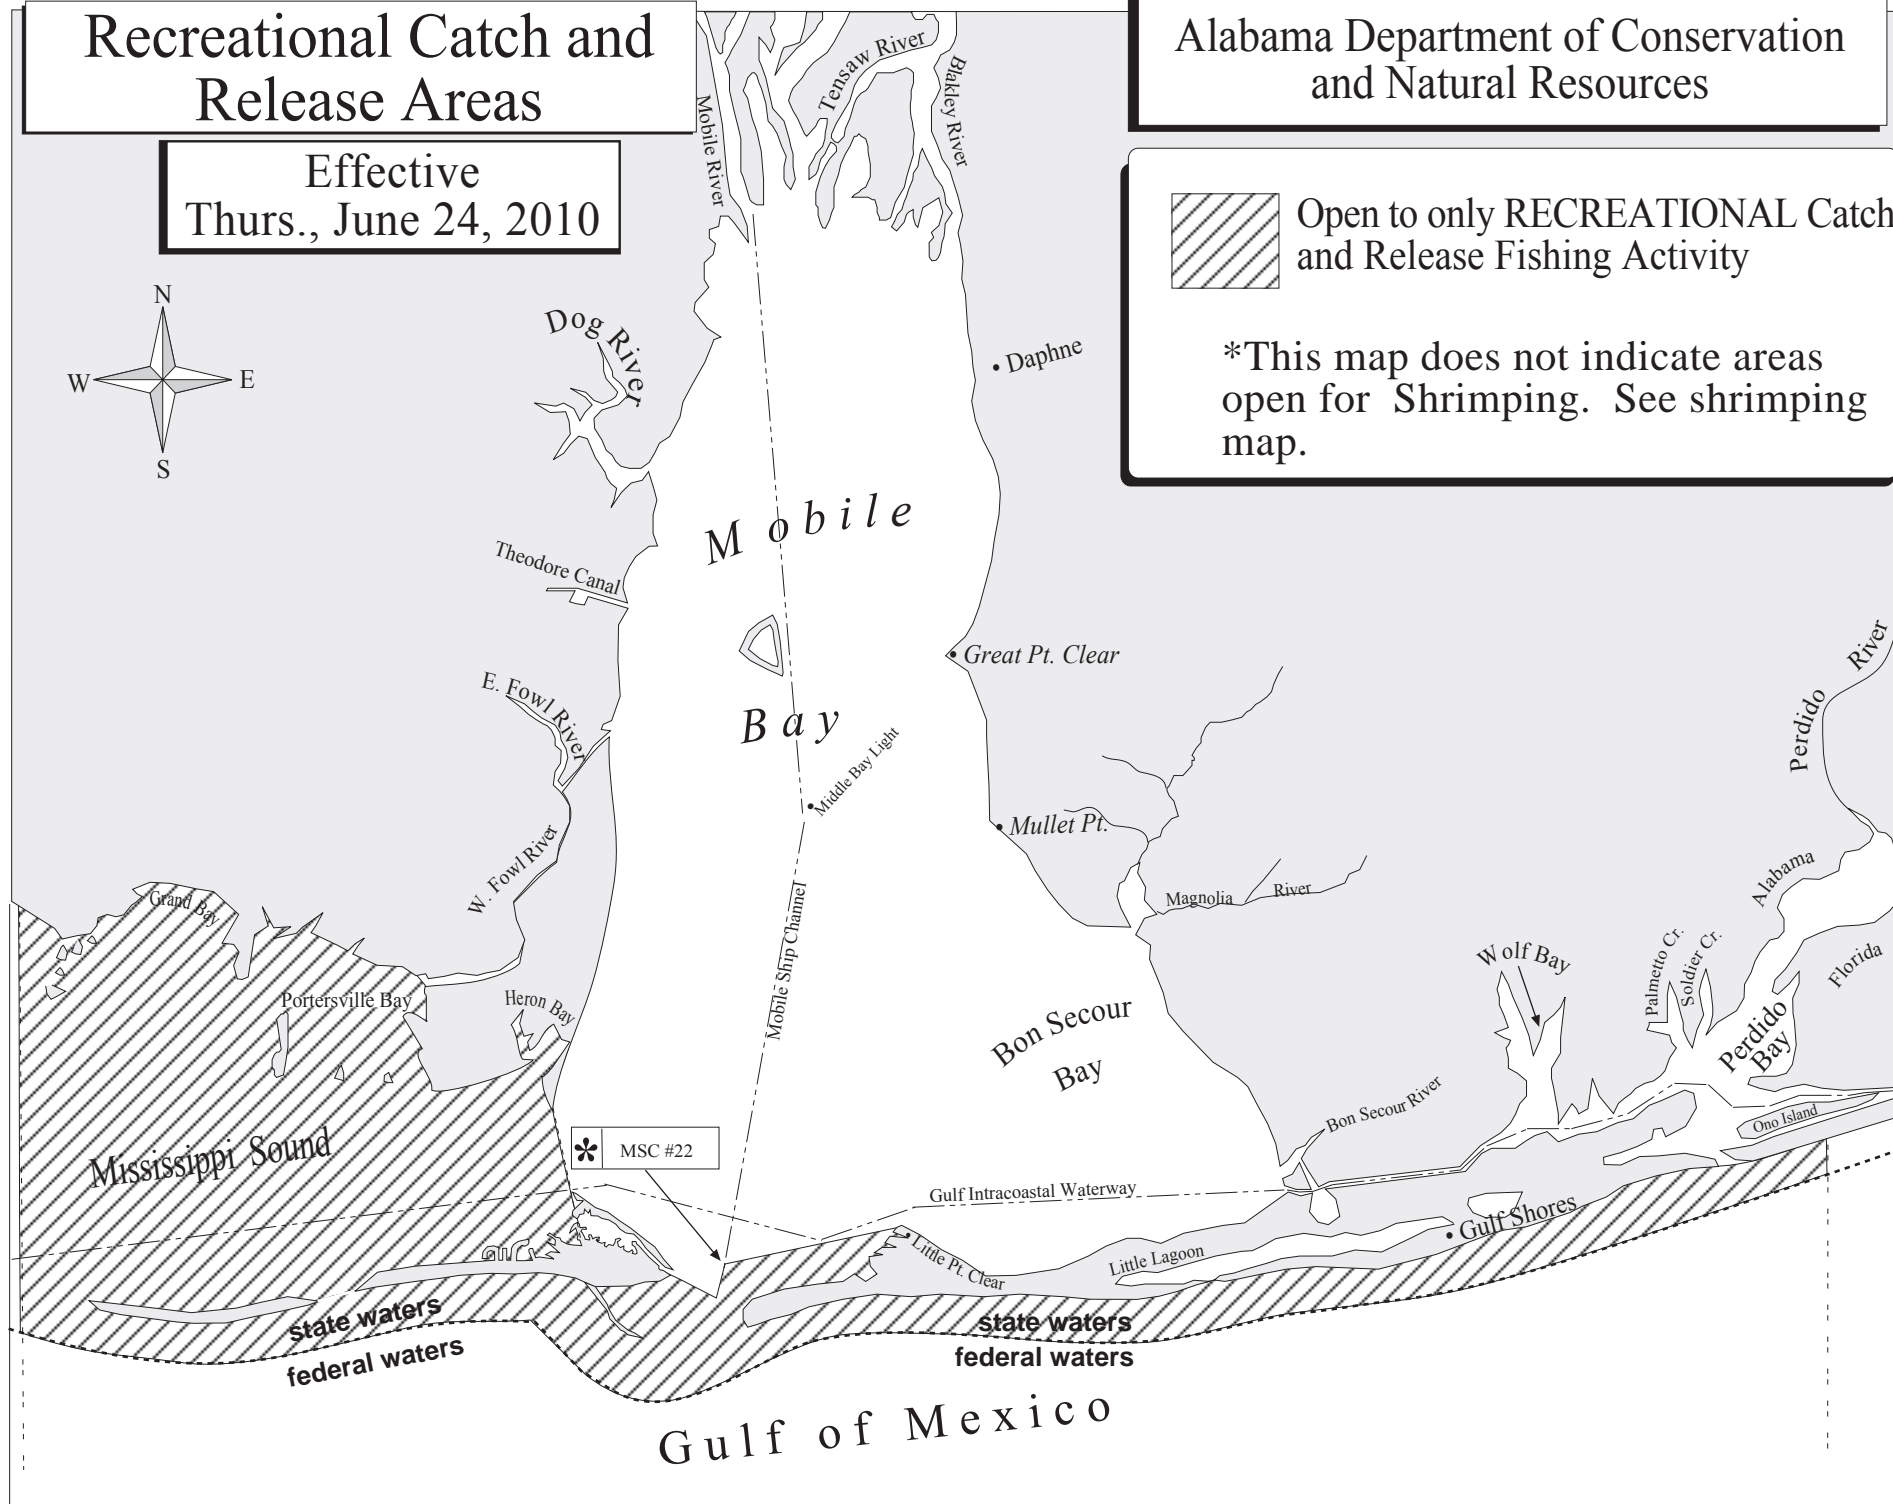 Recreational Catch and
Release Areas
Effective
Thurs., June 24, 2010
Alabama Department of Conservation
and Natural Resources
Open to only RECREATIONAL Catch
and Release Fishing Activity
*This map does not indicate areas
open for Shrimping. See shrimping
map.
N
W E
S
Mobile River
Tensaw River
Blakley River
Dog River
Daphne
Mobile
Bay
Theodore Canal
Great Pt. Clear
E. Fowl River
Middle Bay Light
Mullet Pt.
W. Fowl River
Magnolia River
Perdido River
Alabama
Florida
Grand Bay
Portersville Bay
Heron Bay
Mobile Ship Channel
Bon Secour
Bay
Wolf Bay
Palmetto Cr.
Soldier Cr.
Perdido
Bay
Bon Secour River
Ono Island
Mississippi Sound
* MSC #22
Gulf Intracoastal Waterway
Little Pt. Clear
Little Lagoon
Gulf Shores
state waters
federal waters
state waters
federal waters
Gulf of Mexico